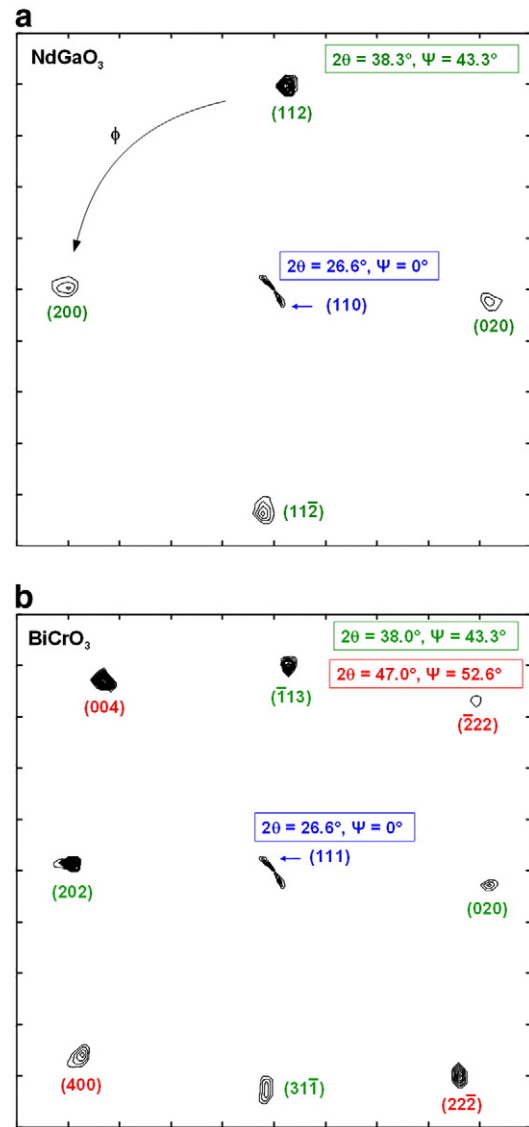 a
NdGaO₃
2θ = 38.3°, Ψ = 43.3°
(112)
ϕ
2θ = 26.6°, Ψ = 0°
(110)
(200)
(020)
(112̅)
b
BiCrO₃
2θ = 38.0°, Ψ = 43.3°
2θ = 47.0°, Ψ = 52.6°
(004)
(1̅13)
(2̅22)
2θ = 26.6°, Ψ = 0°
(111)
(202)
(020)
(400)
(311̅)
(222̅)